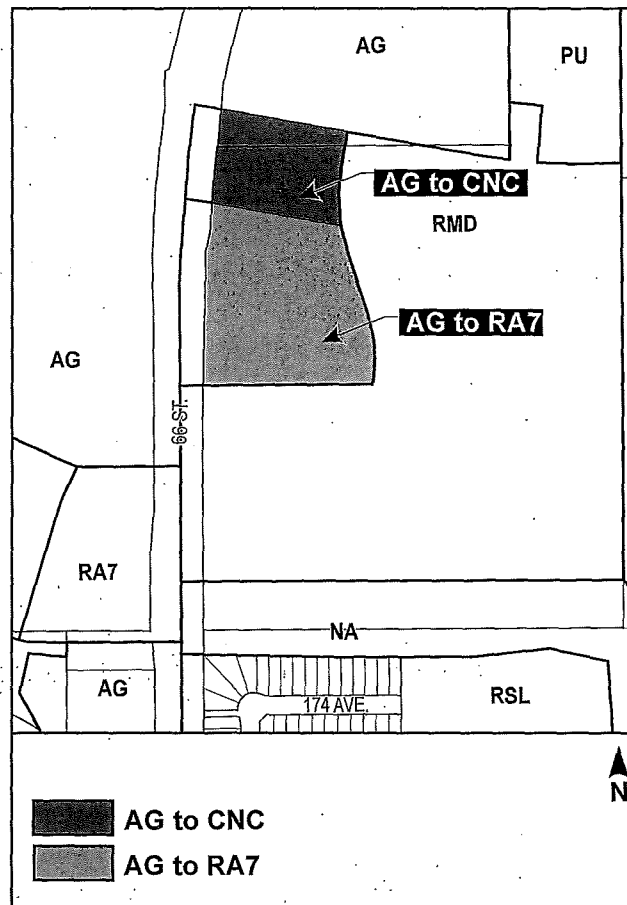 AG
PU
AG to CNC
RMD
AG to RA7
AG
66 ST.
RA7
NA
AG
174 AVE.
RSL
N
AG to CNC
AG to RA7